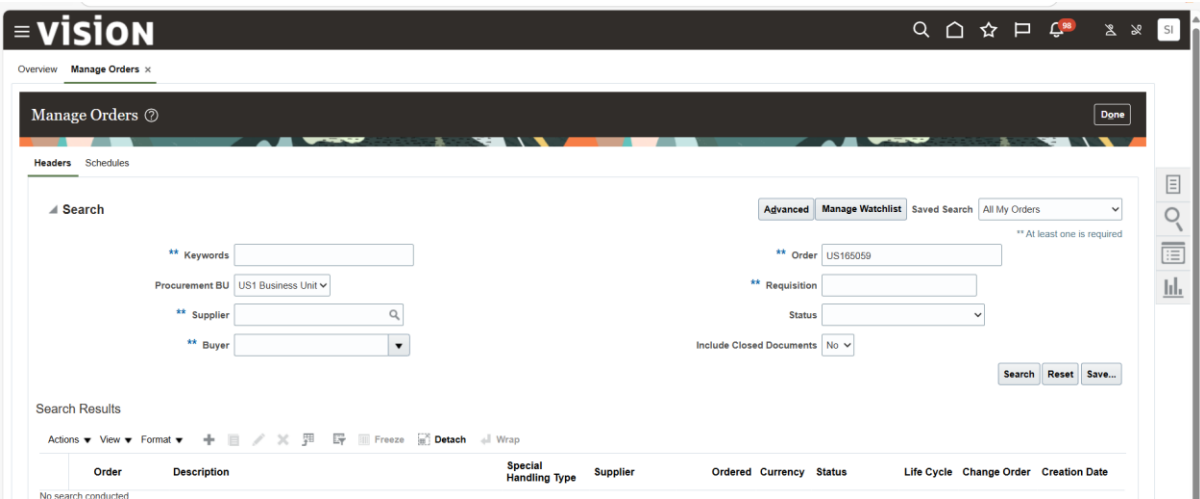 vision
98
SI
Overview Manage Orders ×
Manage Orders ?
Done
Headers Schedules
Search
Advanced Manage Watchlist Saved Search All My Orders
** At least one is required
** Keywords
** Order US165059
Procurement BU US1 Business Unit
** Requisition
** Supplier
Status
** Buyer
Include Closed Documents No
Search Reset Save...
Search Results
Actions View Format Freeze Detach Wrap
Order Description Special Handling Type Supplier Ordered Currency Status Life Cycle Change Order Creation Date
No search conducted